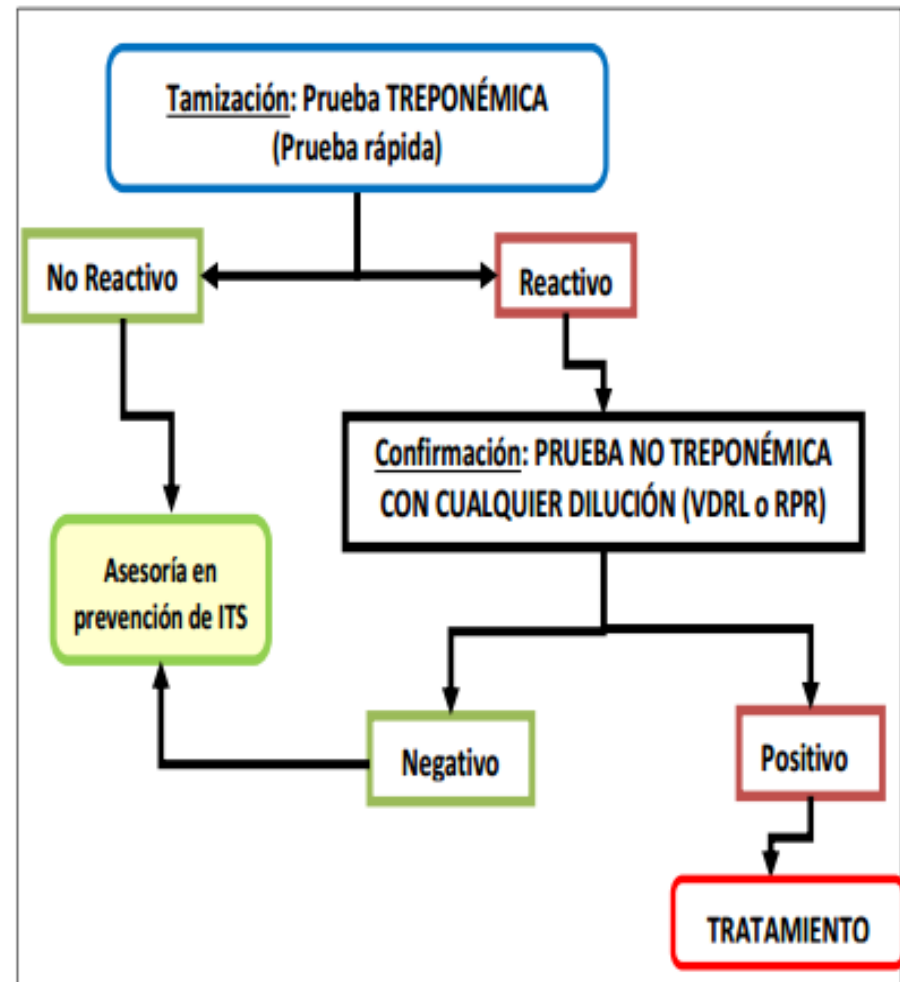 Tamización: Prueba TREPONÉMICA
(Prueba rápida)
No Reactivo
Reactivo
Confirmación: PRUEBA NO TREPONÉMICA
CON CUALQUIER DILUCIÓN (VDRL o RPR)
Asesoría en
prevención de ITS
Negativo
Positivo
TRATAMIENTO